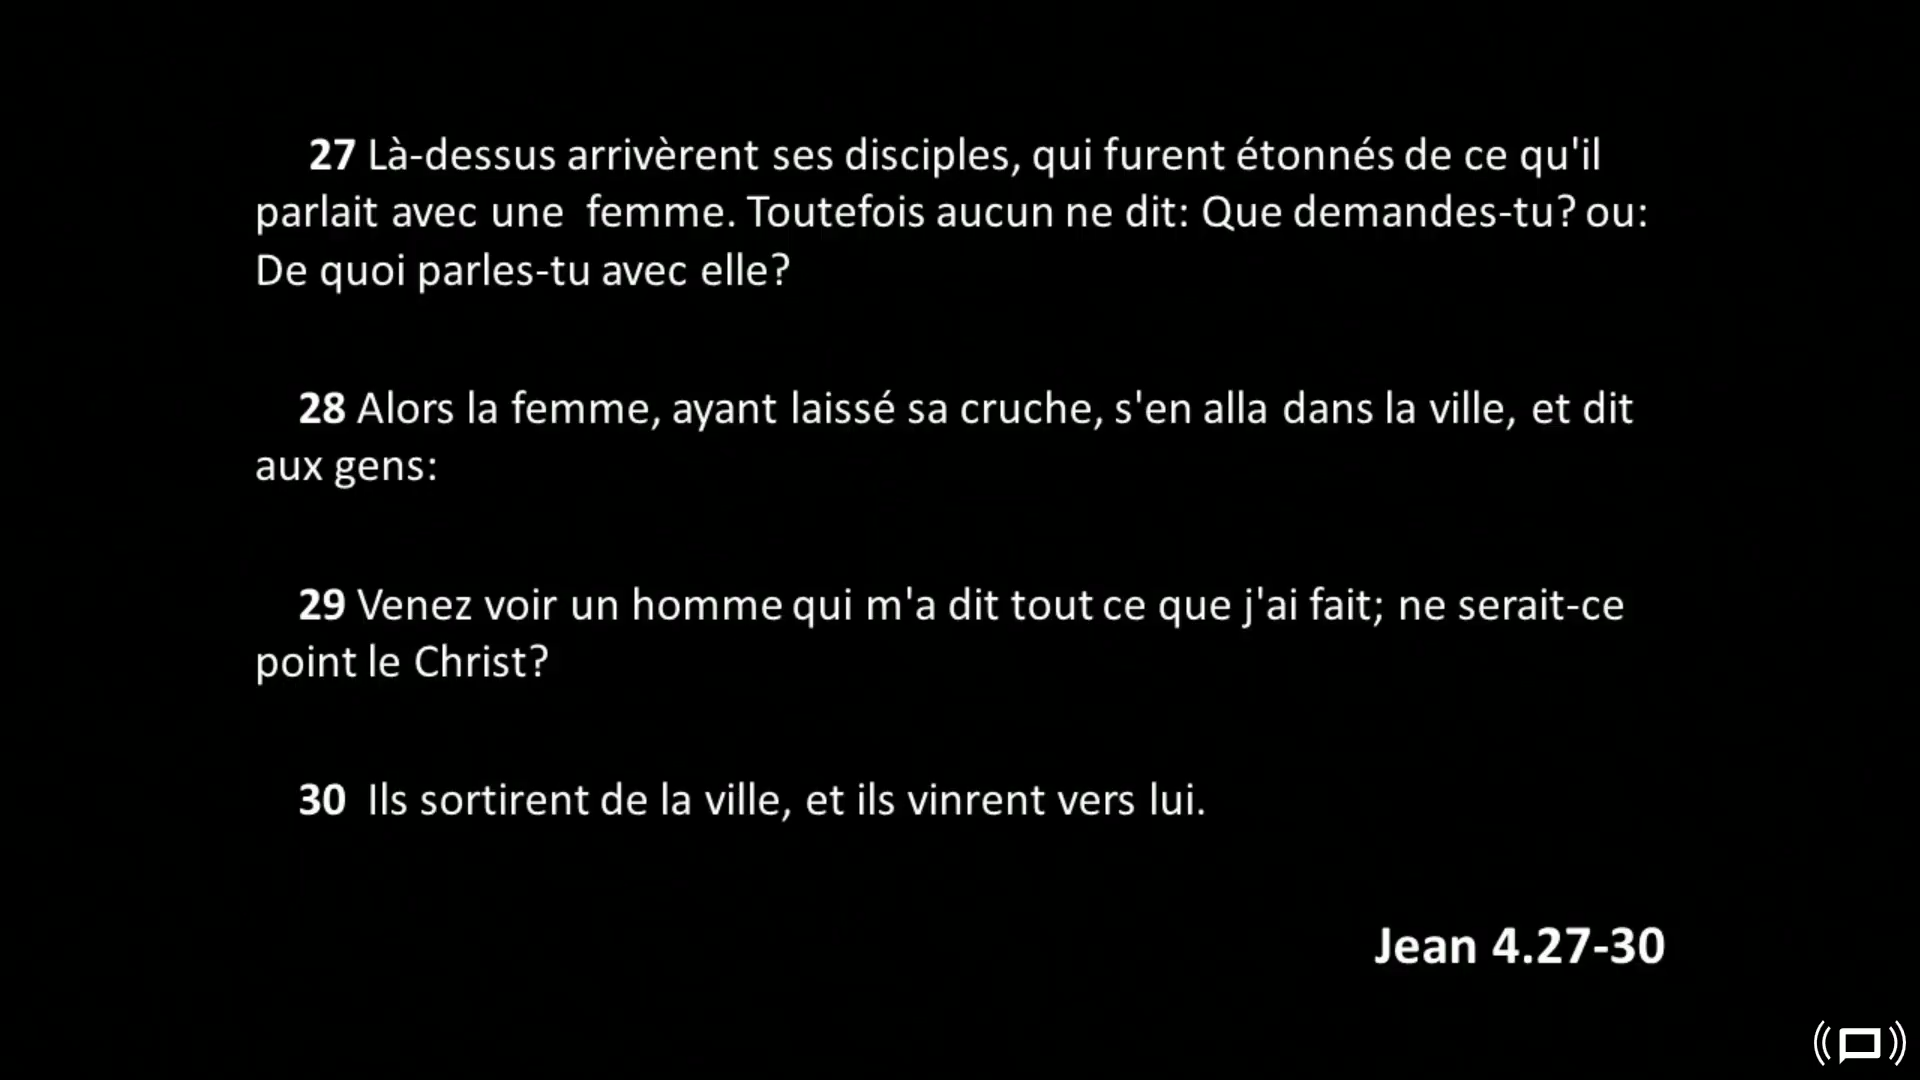 27 Là-dessus arrivèrent ses disciples, qui furent étonnés de ce qu'il
parlait avec une  femme. Toutefois aucun ne dit: Que demandes-tu? ou:
De quoi parles-tu avec elle?
28 Alors la femme, ayant laissé sa cruche, s'en alla dans la ville, et dit
aux gens:
29 Venez voir un homme qui m'a dit tout ce que j'ai fait; ne serait-ce
point le Christ?
30  Ils sortirent de la ville, et ils vinrent vers lui.
Jean 4.27-30